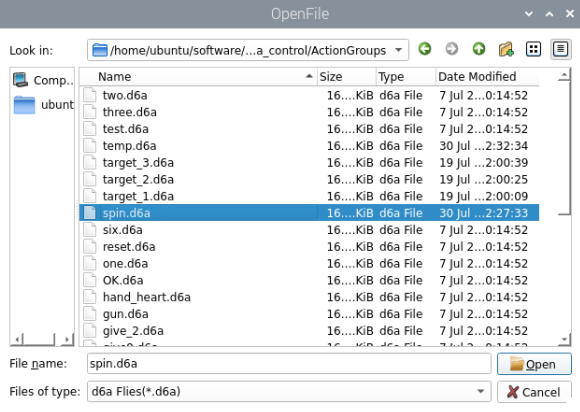 OpenFile
Look in: /home/ubuntu/software/...a_control/ActionGroups
Comp..
ubunt
Name Size Type Date Modified
two.d6a 16....KiB d6a File 7 Jul 2...0:14:52
three.d6a 16....KiB d6a File 7 Jul 2...0:14:52
test.d6a 16....KiB d6a File 7 Jul 2...0:14:52
temp.d6a 16....KiB d6a File 30 Jul ...2:32:34
target_3.d6a 16....KiB d6a File 19 Jul ...2:00:39
target_2.d6a 16....KiB d6a File 19 Jul ...2:00:25
target_1.d6a 16....KiB d6a File 19 Jul ...2:00:09
spin.d6a 16....KiB d6a File 30 Jul ...2:27:33
six.d6a 16....KiB d6a File 7 Jul 2...0:14:52
reset.d6a 16....KiB d6a File 7 Jul 2...0:14:52
one.d6a 16....KiB d6a File 7 Jul 2...0:14:52
OK.d6a 16....KiB d6a File 7 Jul 2...0:14:52
hand_heart.d6a 16....KiB d6a File 7 Jul 2...0:14:52
gun.d6a 16....KiB d6a File 7 Jul 2...0:14:52
give_2.d6a 16....KiB d6a File 7 Jul 2...0:14:52
File name: spin.d6a Open
Files of type: d6a Flies(*.d6a) Cancel